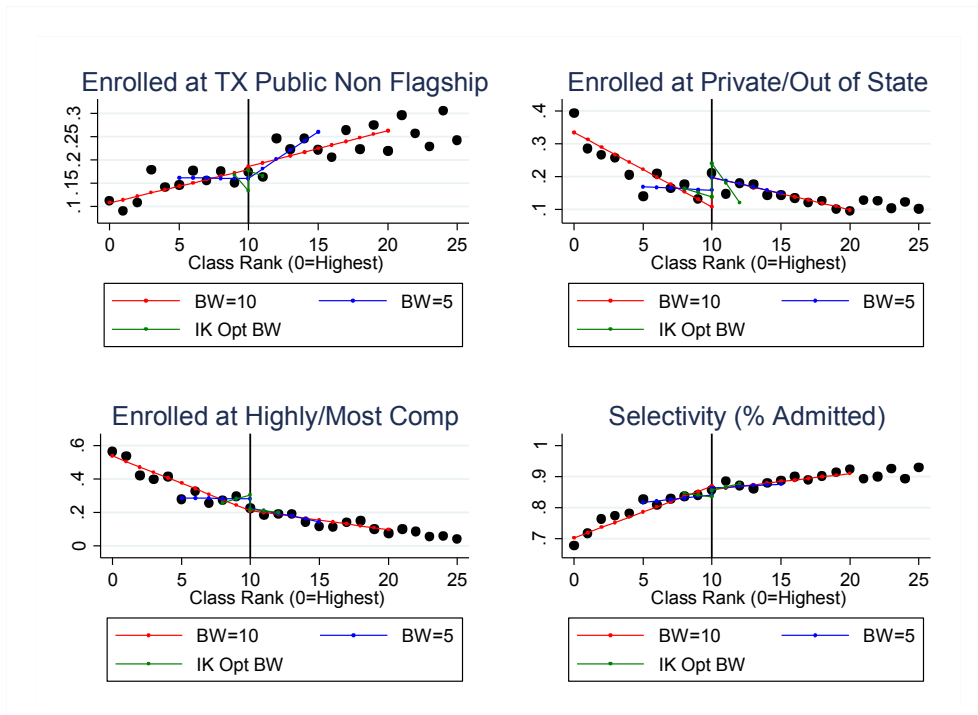 Enrolled at TX Public Non Flagship
.1 .15 .2 .25 .3
0 5 10 15 20 25
Class Rank (0=Highest)
BW=10 BW=5
IK Opt BW
Enrolled at Private/Out of State
.4
.3
.2
.1
0 5 10 15 20 25
Class Rank (0=Highest)
BW=10 BW=5
IK Opt BW
Enrolled at Highly/Most Comp
.6
.4
.2
0
0 5 10 15 20 25
Class Rank (0=Highest)
BW=10 BW=5
IK Opt BW
Selectivity (% Admitted)
1
.9
.8
.7
0 5 10 15 20 25
Class Rank (0=Highest)
BW=10 BW=5
IK Opt BW